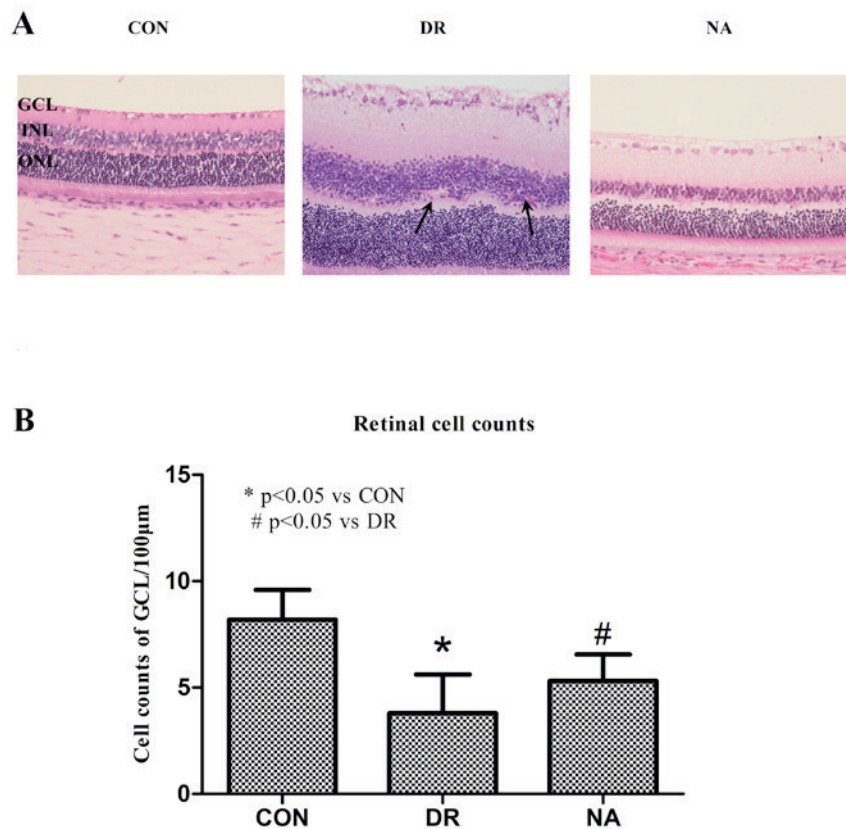 A
CON DR NA
GCL
INL
ONL
B
Retinal cell counts
Cell counts of GCL/100μm
15
* p<0.05 vs CON
# p<0.05 vs DR
10
*
#
5
0
CON DR NA